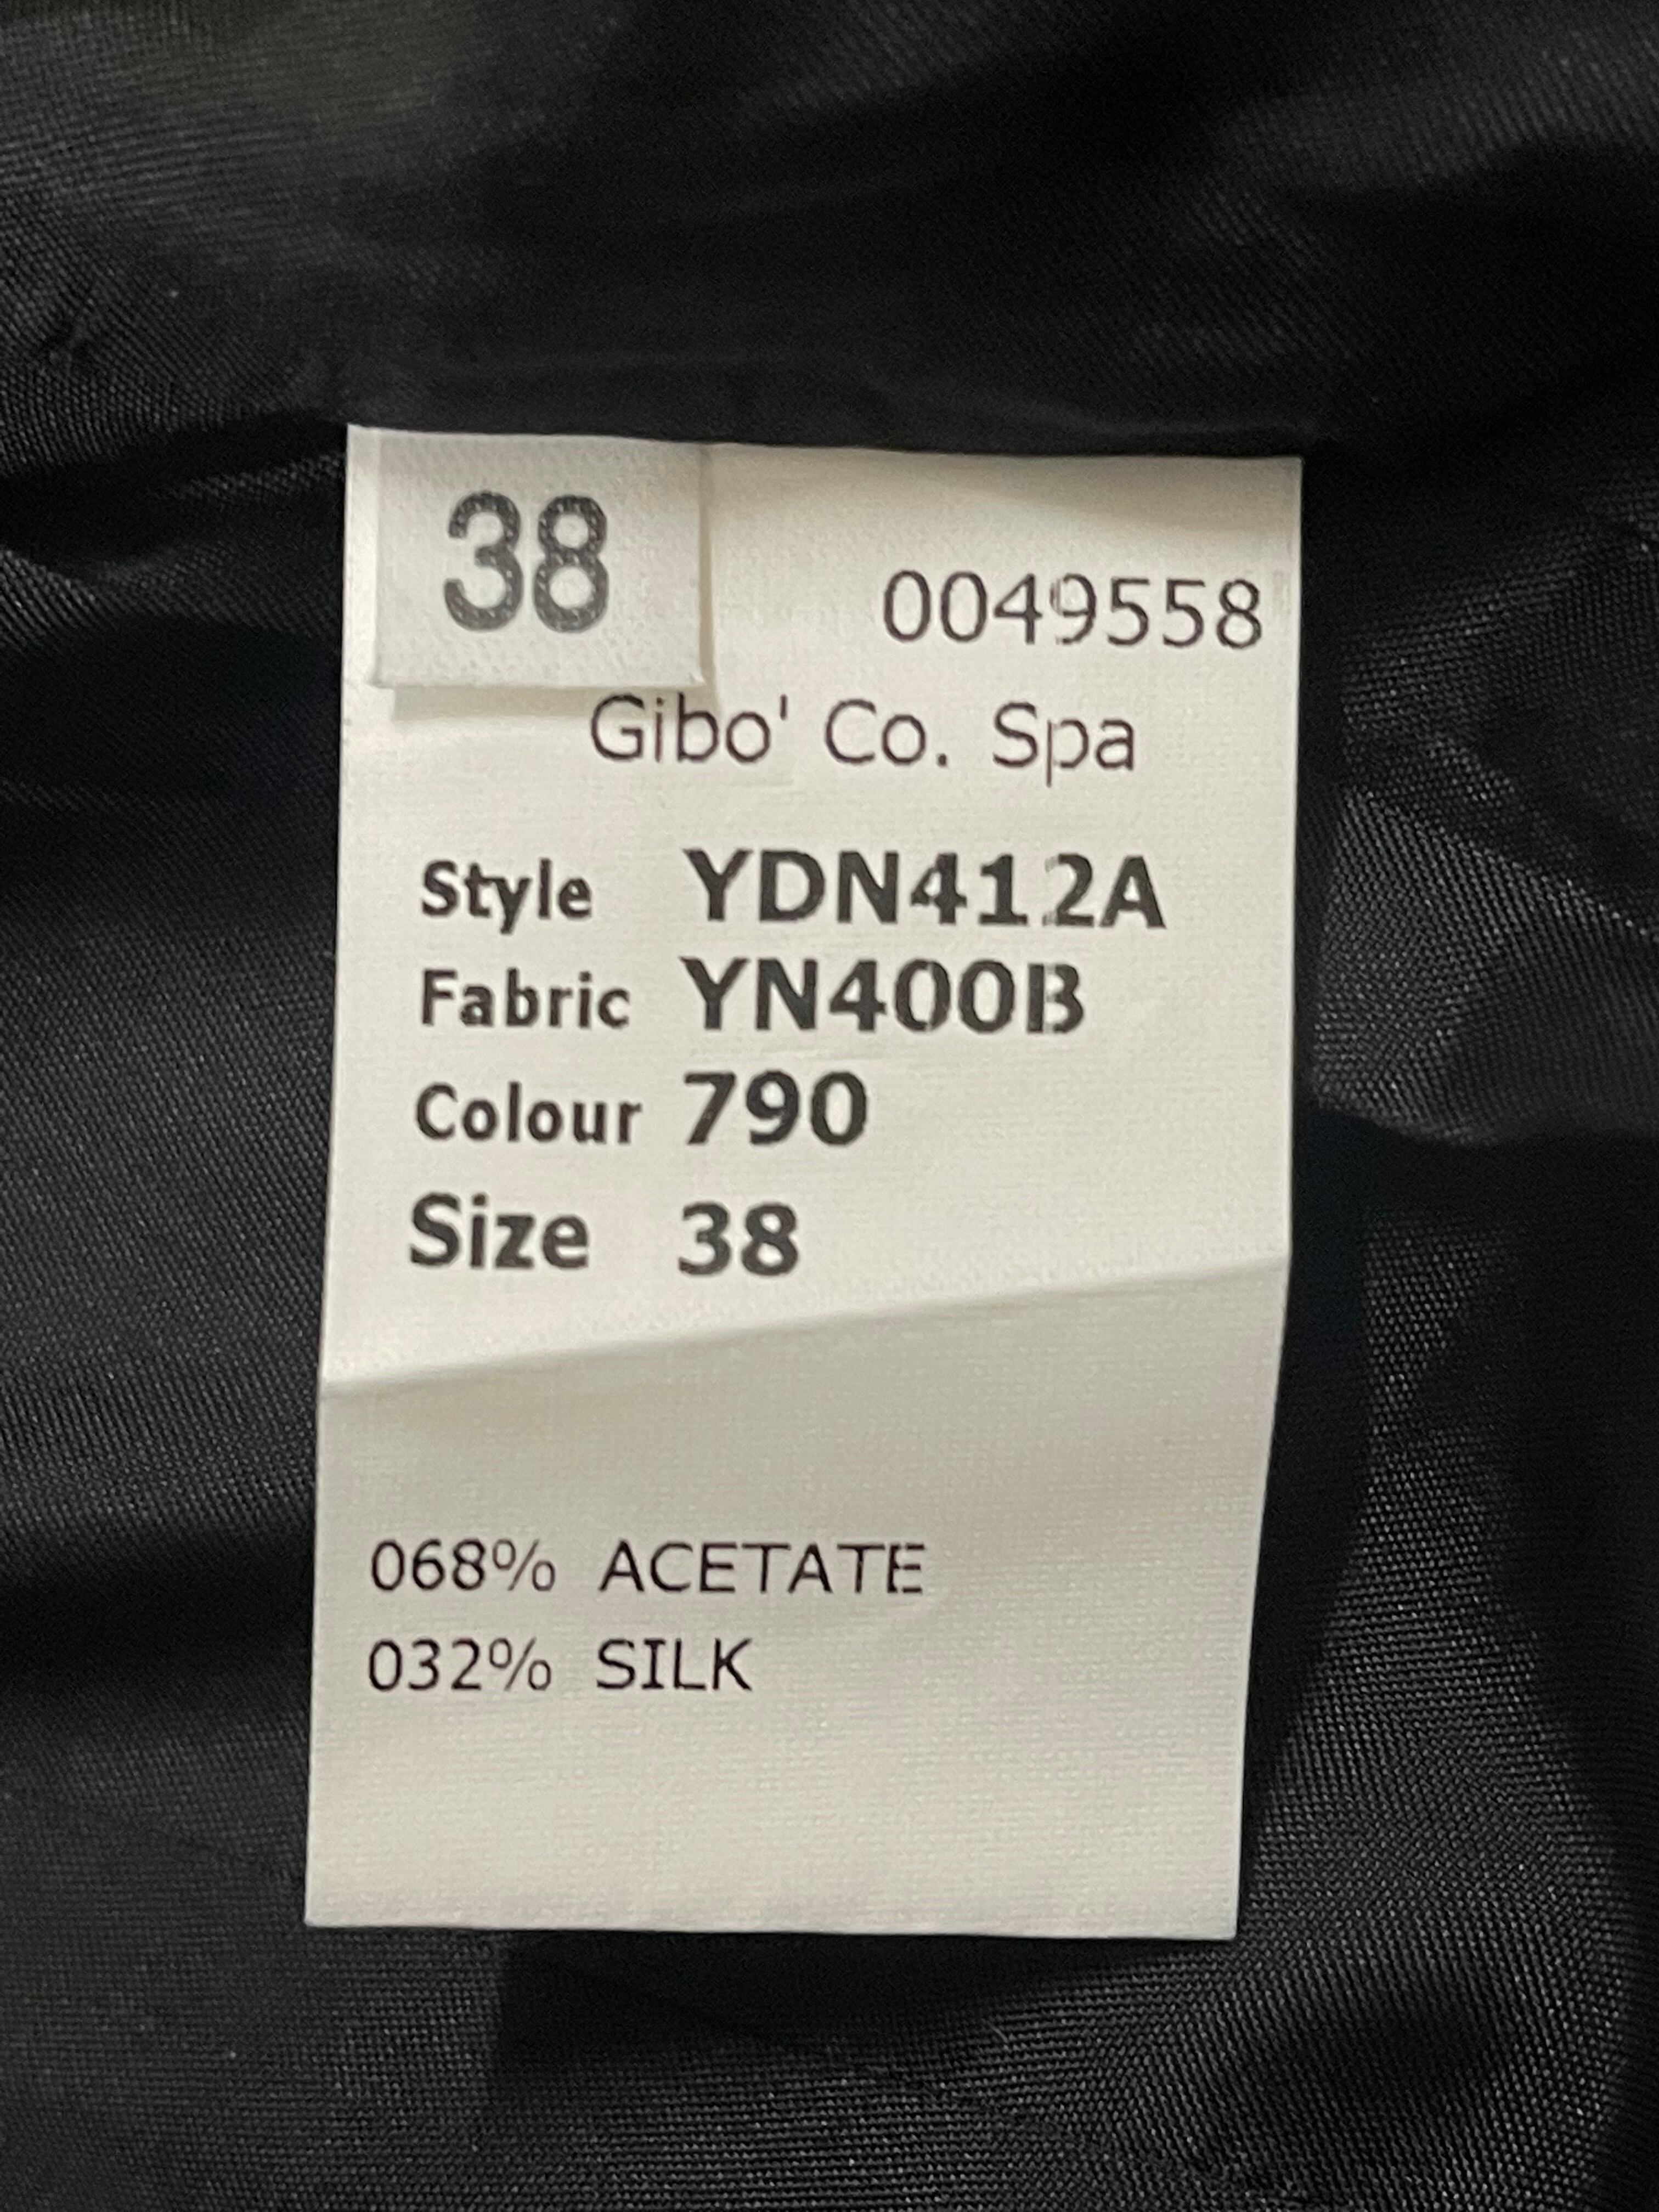 38
0049558
Gibo' Co. Spa
Style YDN412A
Fabric YN400B
Colour 790
Size 38
068% ACETATE
032% SILK